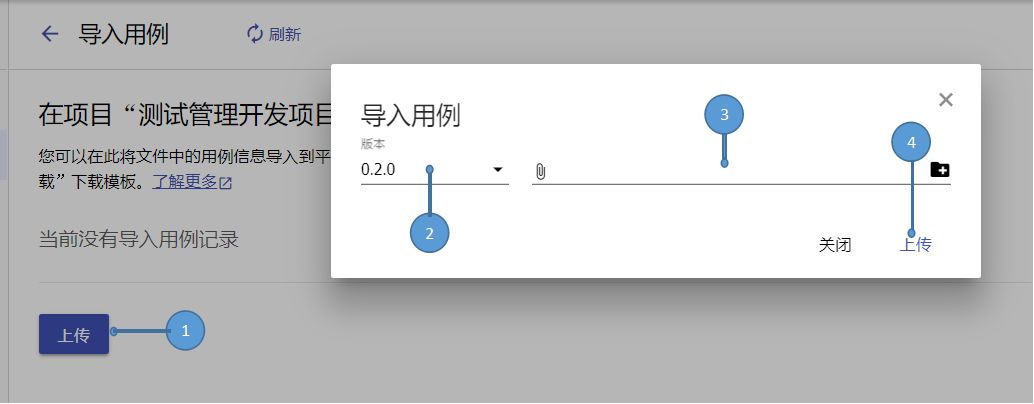 导入用例
刷新
在项目“测试管理开发项目
您可以在此将文件中的用例信息导入到平
载”下载模板。了解更多
当前没有导入用例记录
上传
1
导入用例
版本
0.2.0
2
3
4
关闭
上传